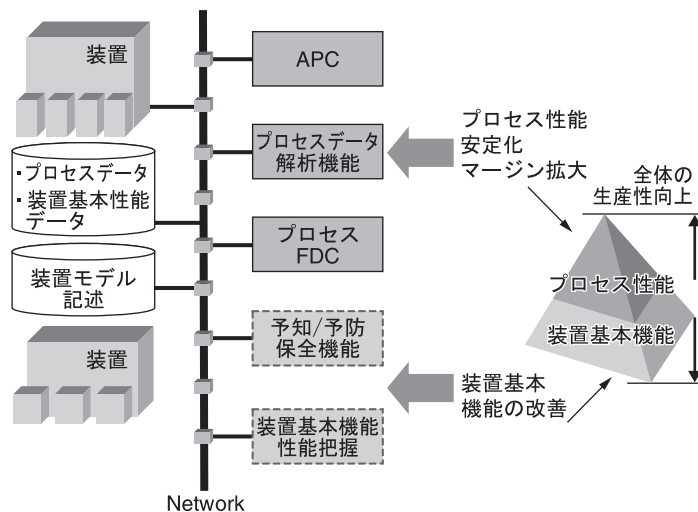 装置
・プロセスデータ
・装置基本性能
データ
装置モデル
記述
装置
Network
APC
プロセスデータ
解析機能
プロセス
FDC
予知/予防
保全機能
装置基本機能
性能把握
プロセス性能
安定化
マージン拡大
装置基本
機能の改善
全体の
生産性向上
プロセス性能
装置基本機能